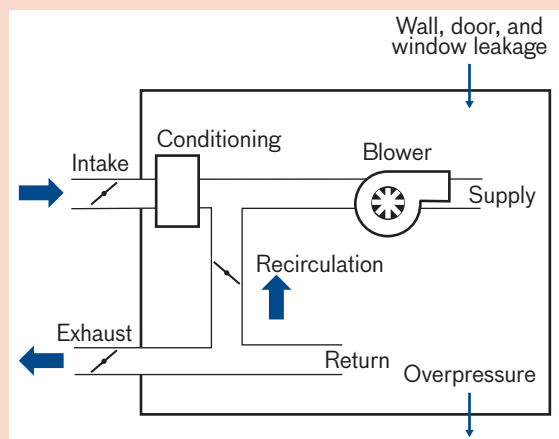 Wall, door, and
window leakage
Conditioning
Intake
Blower
Supply
Recirculation
Exhaust
Return
Overpressure